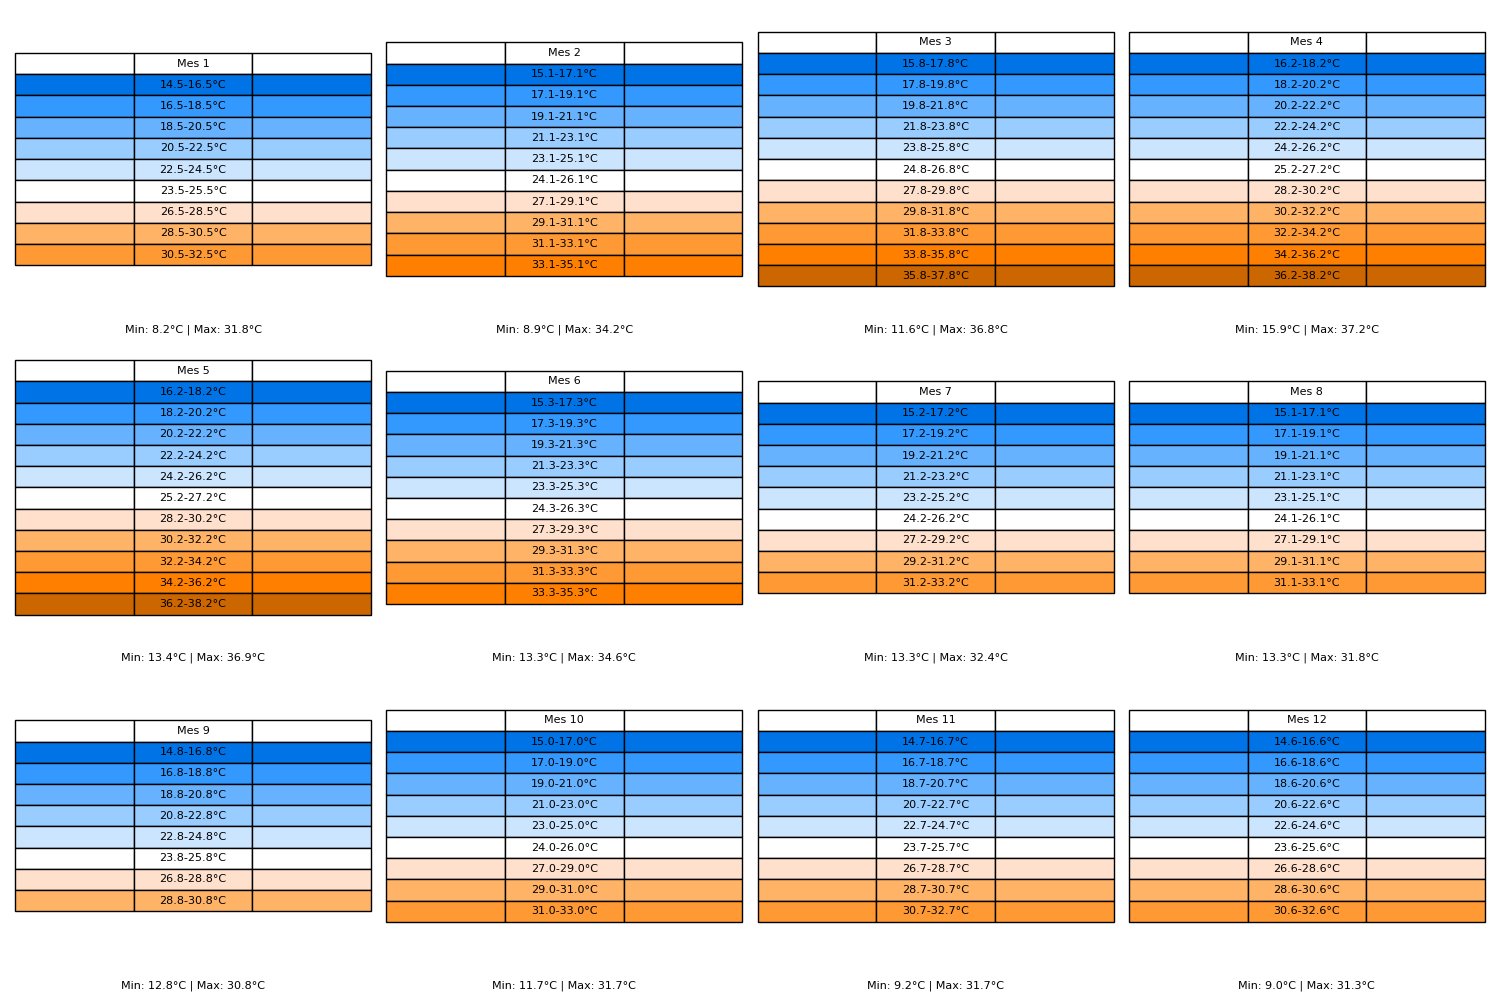 Mes 1
14.5-16.5°C
16.5-18.5°C
18.5-20.5°C
20.5-22.5°C
22.5-24.5°C
23.5-25.5°C
26.5-28.5°C
28.5-30.5°C
30.5-32.5°C
Min: 8.2°C | Max: 31.8°C
Mes 2
15.1-17.1°C
17.1-19.1°C
19.1-21.1°C
21.1-23.1°C
23.1-25.1°C
24.1-26.1°C
27.1-29.1°C
29.1-31.1°C
31.1-33.1°C
33.1-35.1°C
Min: 8.9°C | Max: 34.2°C
Mes 3
15.8-17.8°C
17.8-19.8°C
19.8-21.8°C
21.8-23.8°C
23.8-25.8°C
24.8-26.8°C
27.8-29.8°C
29.8-31.8°C
31.8-33.8°C
33.8-35.8°C
35.8-37.8°C
Min: 11.6°C | Max: 36.8°C
Mes 4
16.2-18.2°C
18.2-20.2°C
20.2-22.2°C
22.2-24.2°C
24.2-26.2°C
25.2-27.2°C
28.2-30.2°C
30.2-32.2°C
32.2-34.2°C
34.2-36.2°C
36.2-38.2°C
Min: 15.9°C | Max: 37.2°C
Mes 5
16.2-18.2°C
18.2-20.2°C
20.2-22.2°C
22.2-24.2°C
24.2-26.2°C
25.2-27.2°C
28.2-30.2°C
30.2-32.2°C
32.2-34.2°C
34.2-36.2°C
36.2-38.2°C
Min: 13.4°C | Max: 36.9°C
Mes 6
15.3-17.3°C
17.3-19.3°C
19.3-21.3°C
21.3-23.3°C
23.3-25.3°C
24.3-26.3°C
27.3-29.3°C
29.3-31.3°C
31.3-33.3°C
33.3-35.3°C
Min: 13.3°C | Max: 34.6°C
Mes 7
15.2-17.2°C
17.2-19.2°C
19.2-21.2°C
21.2-23.2°C
23.2-25.2°C
24.2-26.2°C
27.2-29.2°C
29.2-31.2°C
31.2-33.2°C
Min: 13.3°C | Max: 32.4°C
Mes 8
15.1-17.1°C
17.1-19.1°C
19.1-21.1°C
21.1-23.1°C
23.1-25.1°C
24.1-26.1°C
27.1-29.1°C
29.1-31.1°C
31.1-33.1°C
Min: 13.3°C | Max: 31.8°C
Mes 9
14.8-16.8°C
16.8-18.8°C
18.8-20.8°C
20.8-22.8°C
22.8-24.8°C
23.8-25.8°C
26.8-28.8°C
28.8-30.8°C
Min: 12.8°C | Max: 30.8°C
Mes 10
15.0-17.0°C
17.0-19.0°C
19.0-21.0°C
21.0-23.0°C
23.0-25.0°C
24.0-26.0°C
27.0-29.0°C
29.0-31.0°C
31.0-33.0°C
Min: 11.7°C | Max: 31.7°C
Mes 11
14.7-16.7°C
16.7-18.7°C
18.7-20.7°C
20.7-22.7°C
22.7-24.7°C
23.7-25.7°C
26.7-28.7°C
28.7-30.7°C
30.7-32.7°C
Min: 9.2°C | Max: 31.7°C
Mes 12
14.6-16.6°C
16.6-18.6°C
18.6-20.6°C
20.6-22.6°C
22.6-24.6°C
23.6-25.6°C
26.6-28.6°C
28.6-30.6°C
30.6-32.6°C
Min: 9.0°C | Max: 31.3°C